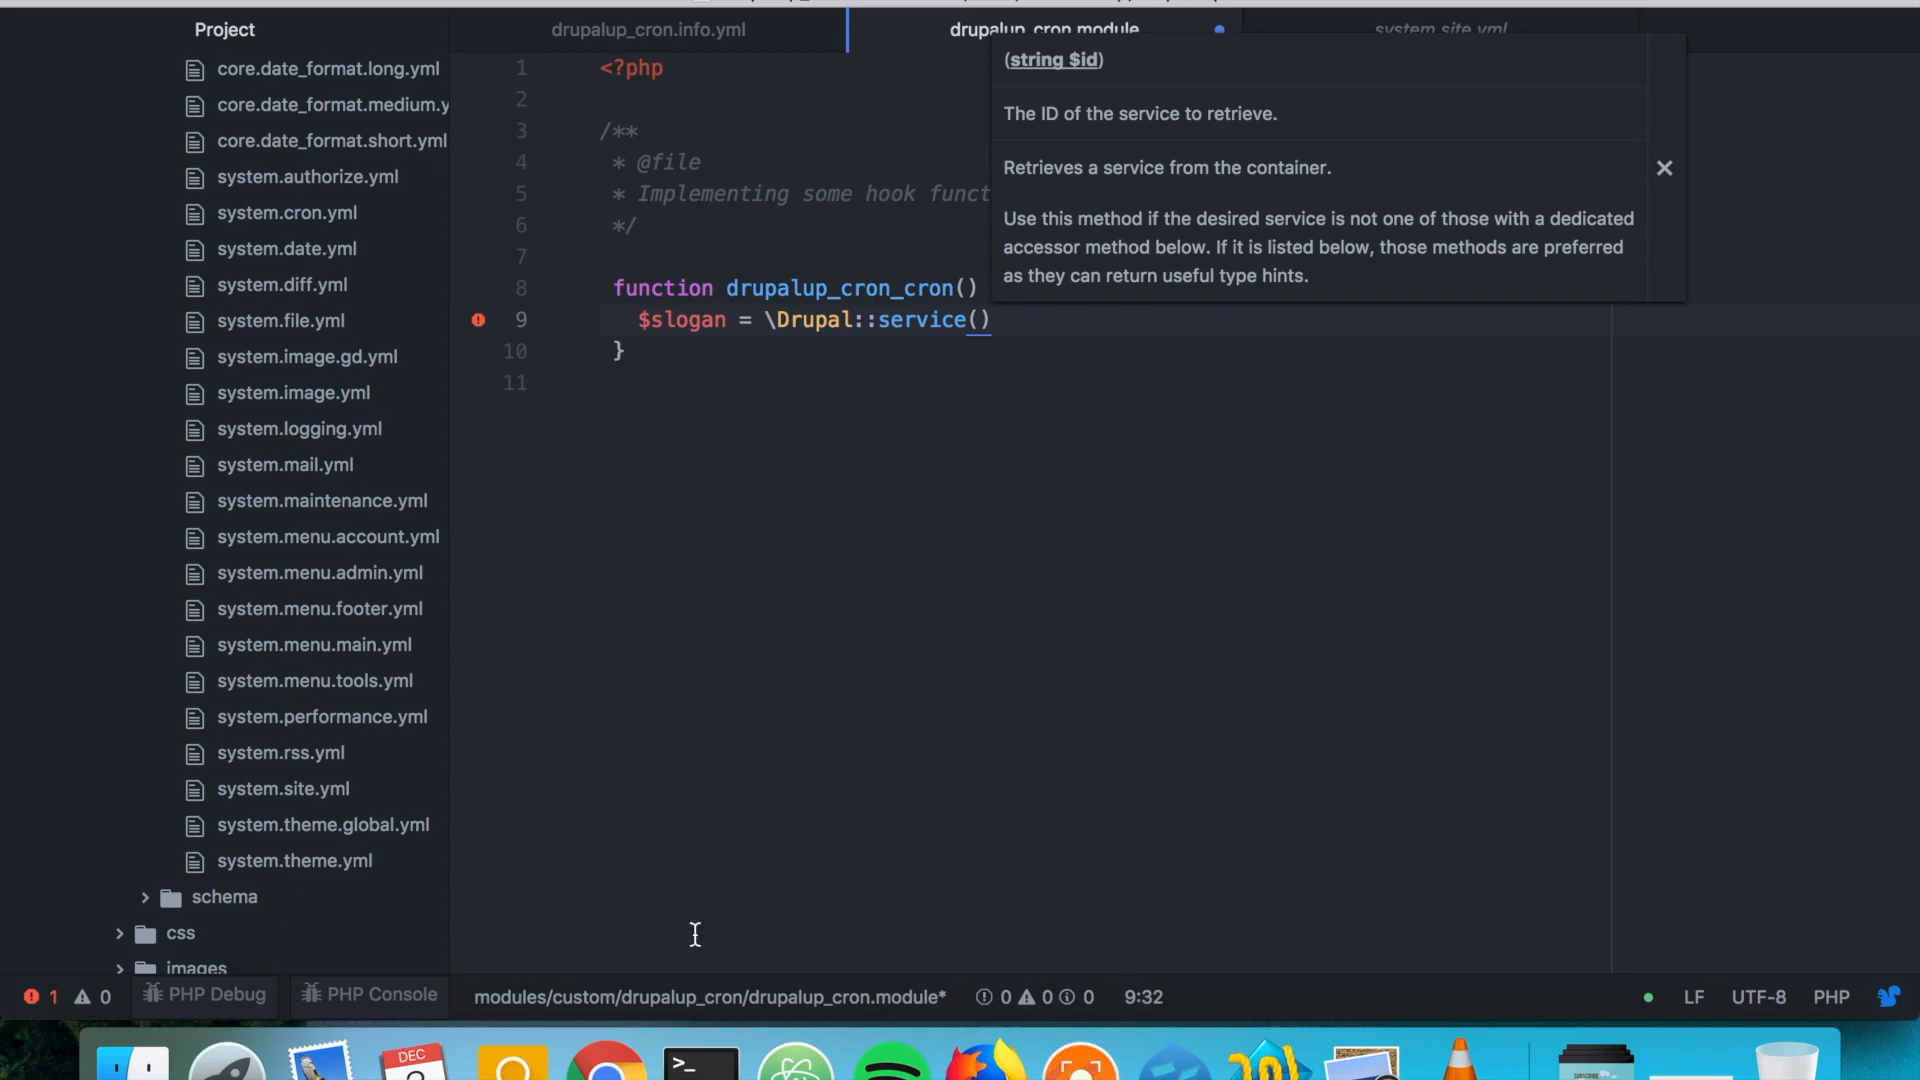 Project
core.date_format.long.yml
core.date_format.medium.y
core.date_format.short.yml
system.authorize.yml
system.cron.yml
system.date.yml
system.diff.yml
system.file.yml
system.image.gd.yml
system.image.yml
system.logging.yml
system.mail.yml
system.maintenance.yml
system.menu.account.yml
system.menu.admin.yml
system.menu.footer.yml
system.menu.main.yml
system.menu.tools.yml
system.performance.yml
system.rss.yml
system.site.yml
system.theme.global.yml
system.theme.yml
schema
css
images
drupalup_cron.info.yml
drupalup_cron.module
system.site.yml
1 <?php
2
3 /**
4 * @file
5 * Implementing some hook funct
6 */
7
8 function drupalup_cron_cron()
9 $slogan = \Drupal::service()
10 }
11
(string $id)
The ID of the service to retrieve.
Retrieves a service from the container.
Use this method if the desired service is not one of those with a dedicated
accessor method below. If it is listed below, those methods are preferred
as they can return useful type hints.
1 0 PHP Debug PHP Console modules/custom/drupalup_cron/drupalup_cron.module* 0 0 0 9:32 LF UTF-8 PHP
DEC
SUBSCRIBE